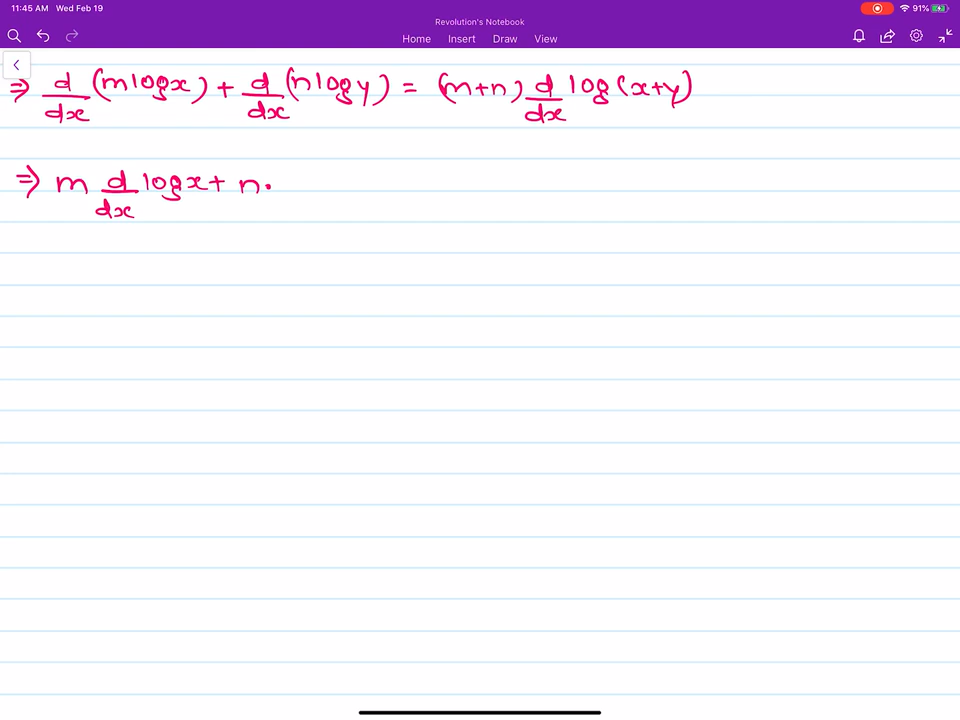 11:45 AM Wed Feb 19
91%
Revolution's Notebook
Home Insert Draw View
⇒ d/dx (m log x) + d/dx (n log y) = (m+n) d/dx log (x+y)
⇒ m d/dx log x + n.